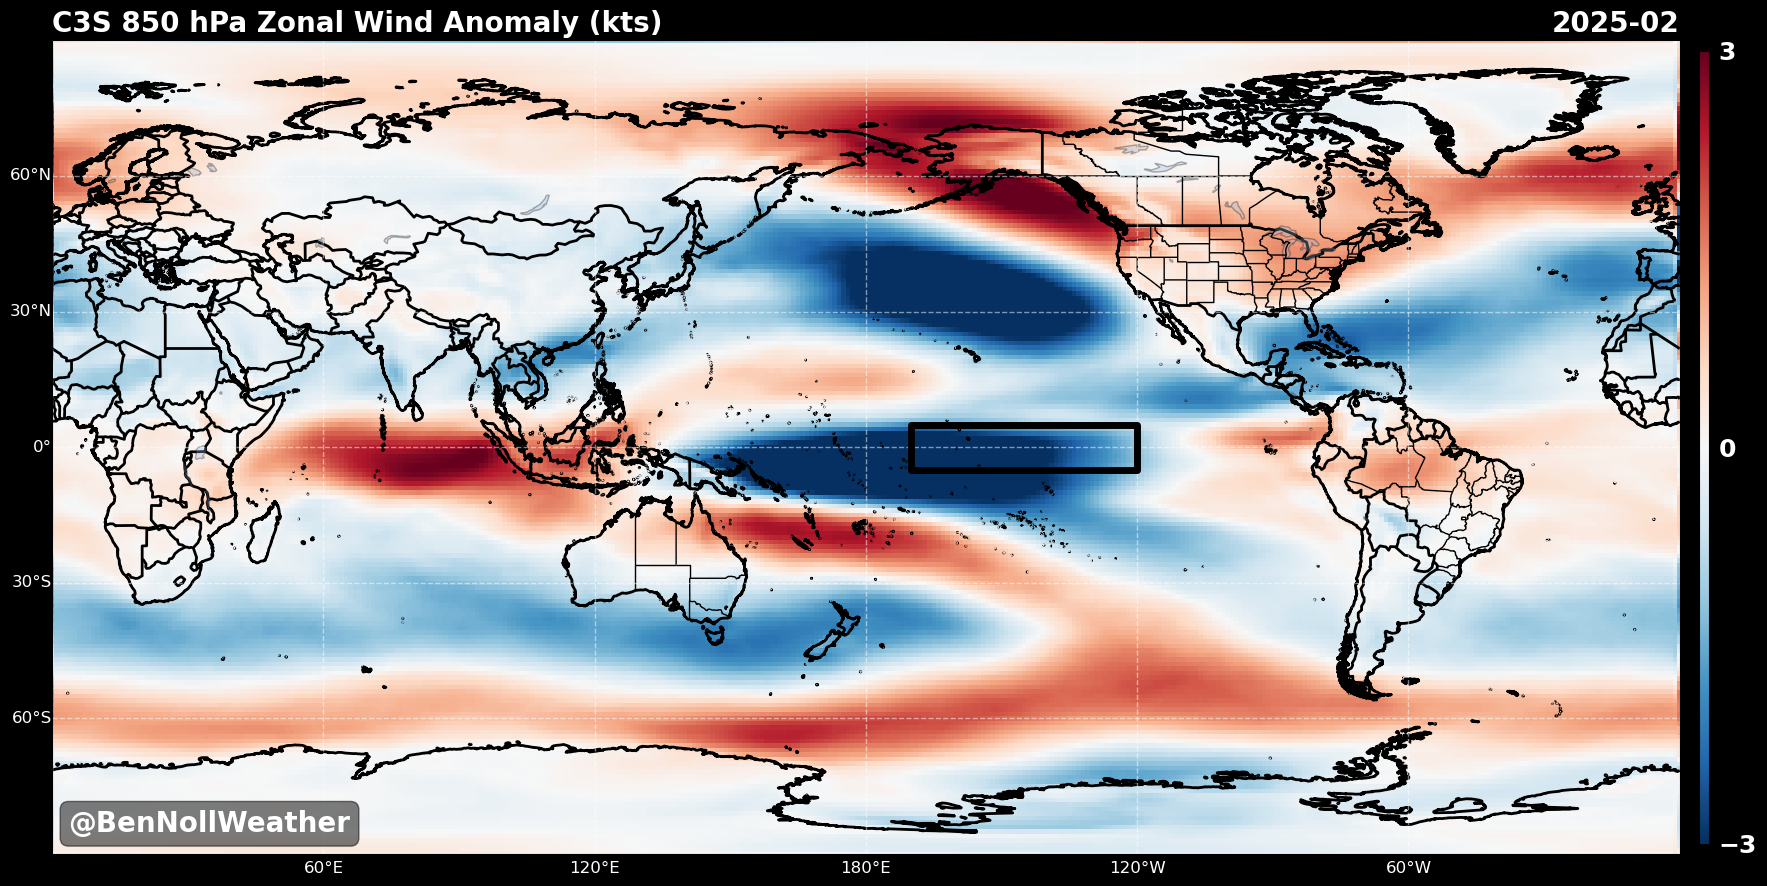 C3S 850 hPa Zonal Wind Anomaly (kts)
2025-02
3
60°N
30°N
0°
0
30°S
60°S
@BenNollWeather
−3
60°E
120°E
180°E
120°W
60°W